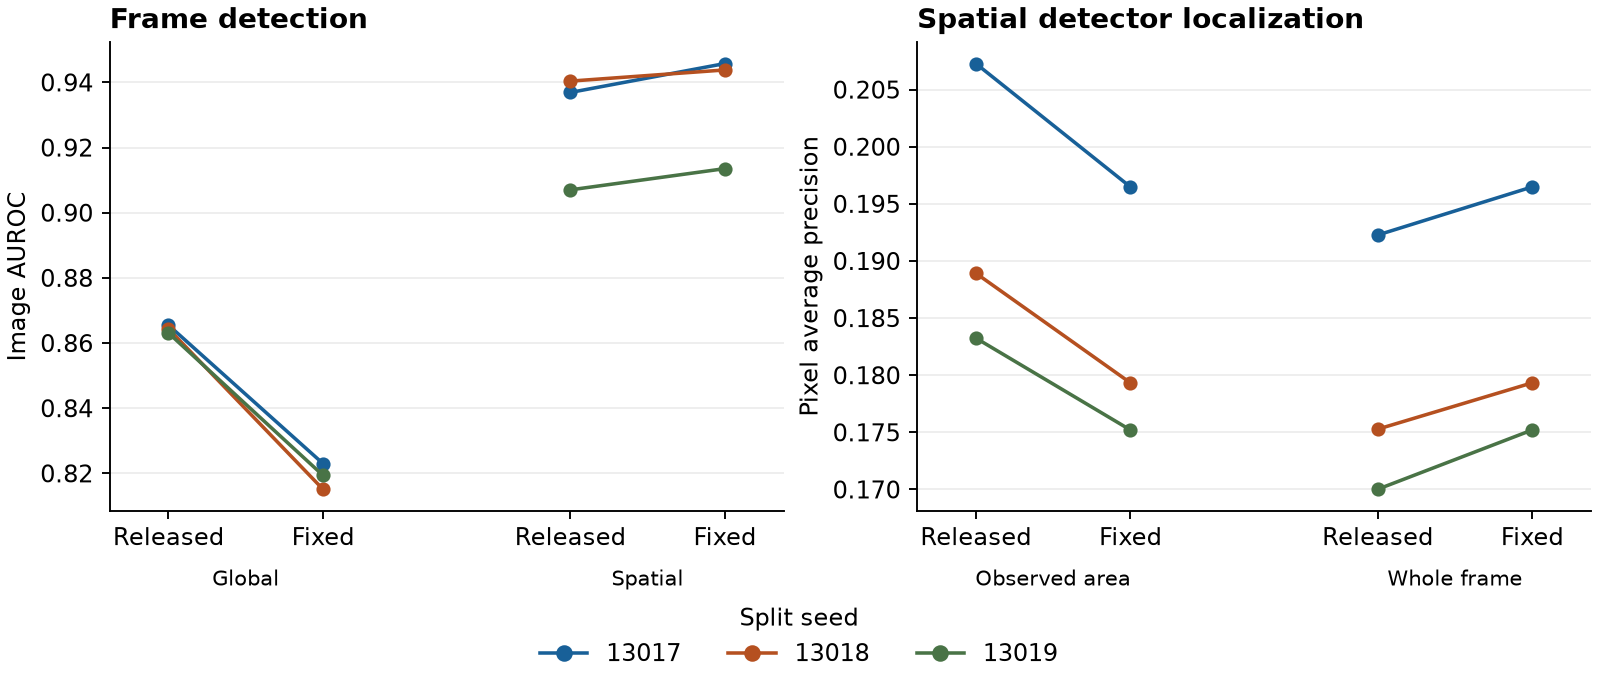 Frame detection
Image AUROC
0.94
0.92
0.90
0.88
0.86
0.84
0.82
Released Fixed Released Fixed
Global Spatial
Spatial detector localization
Pixel average precision
0.205
0.200
0.195
0.190
0.185
0.180
0.175
0.170
Released Fixed Released Fixed
Observed area Whole frame
Split seed
13017 13018 13019